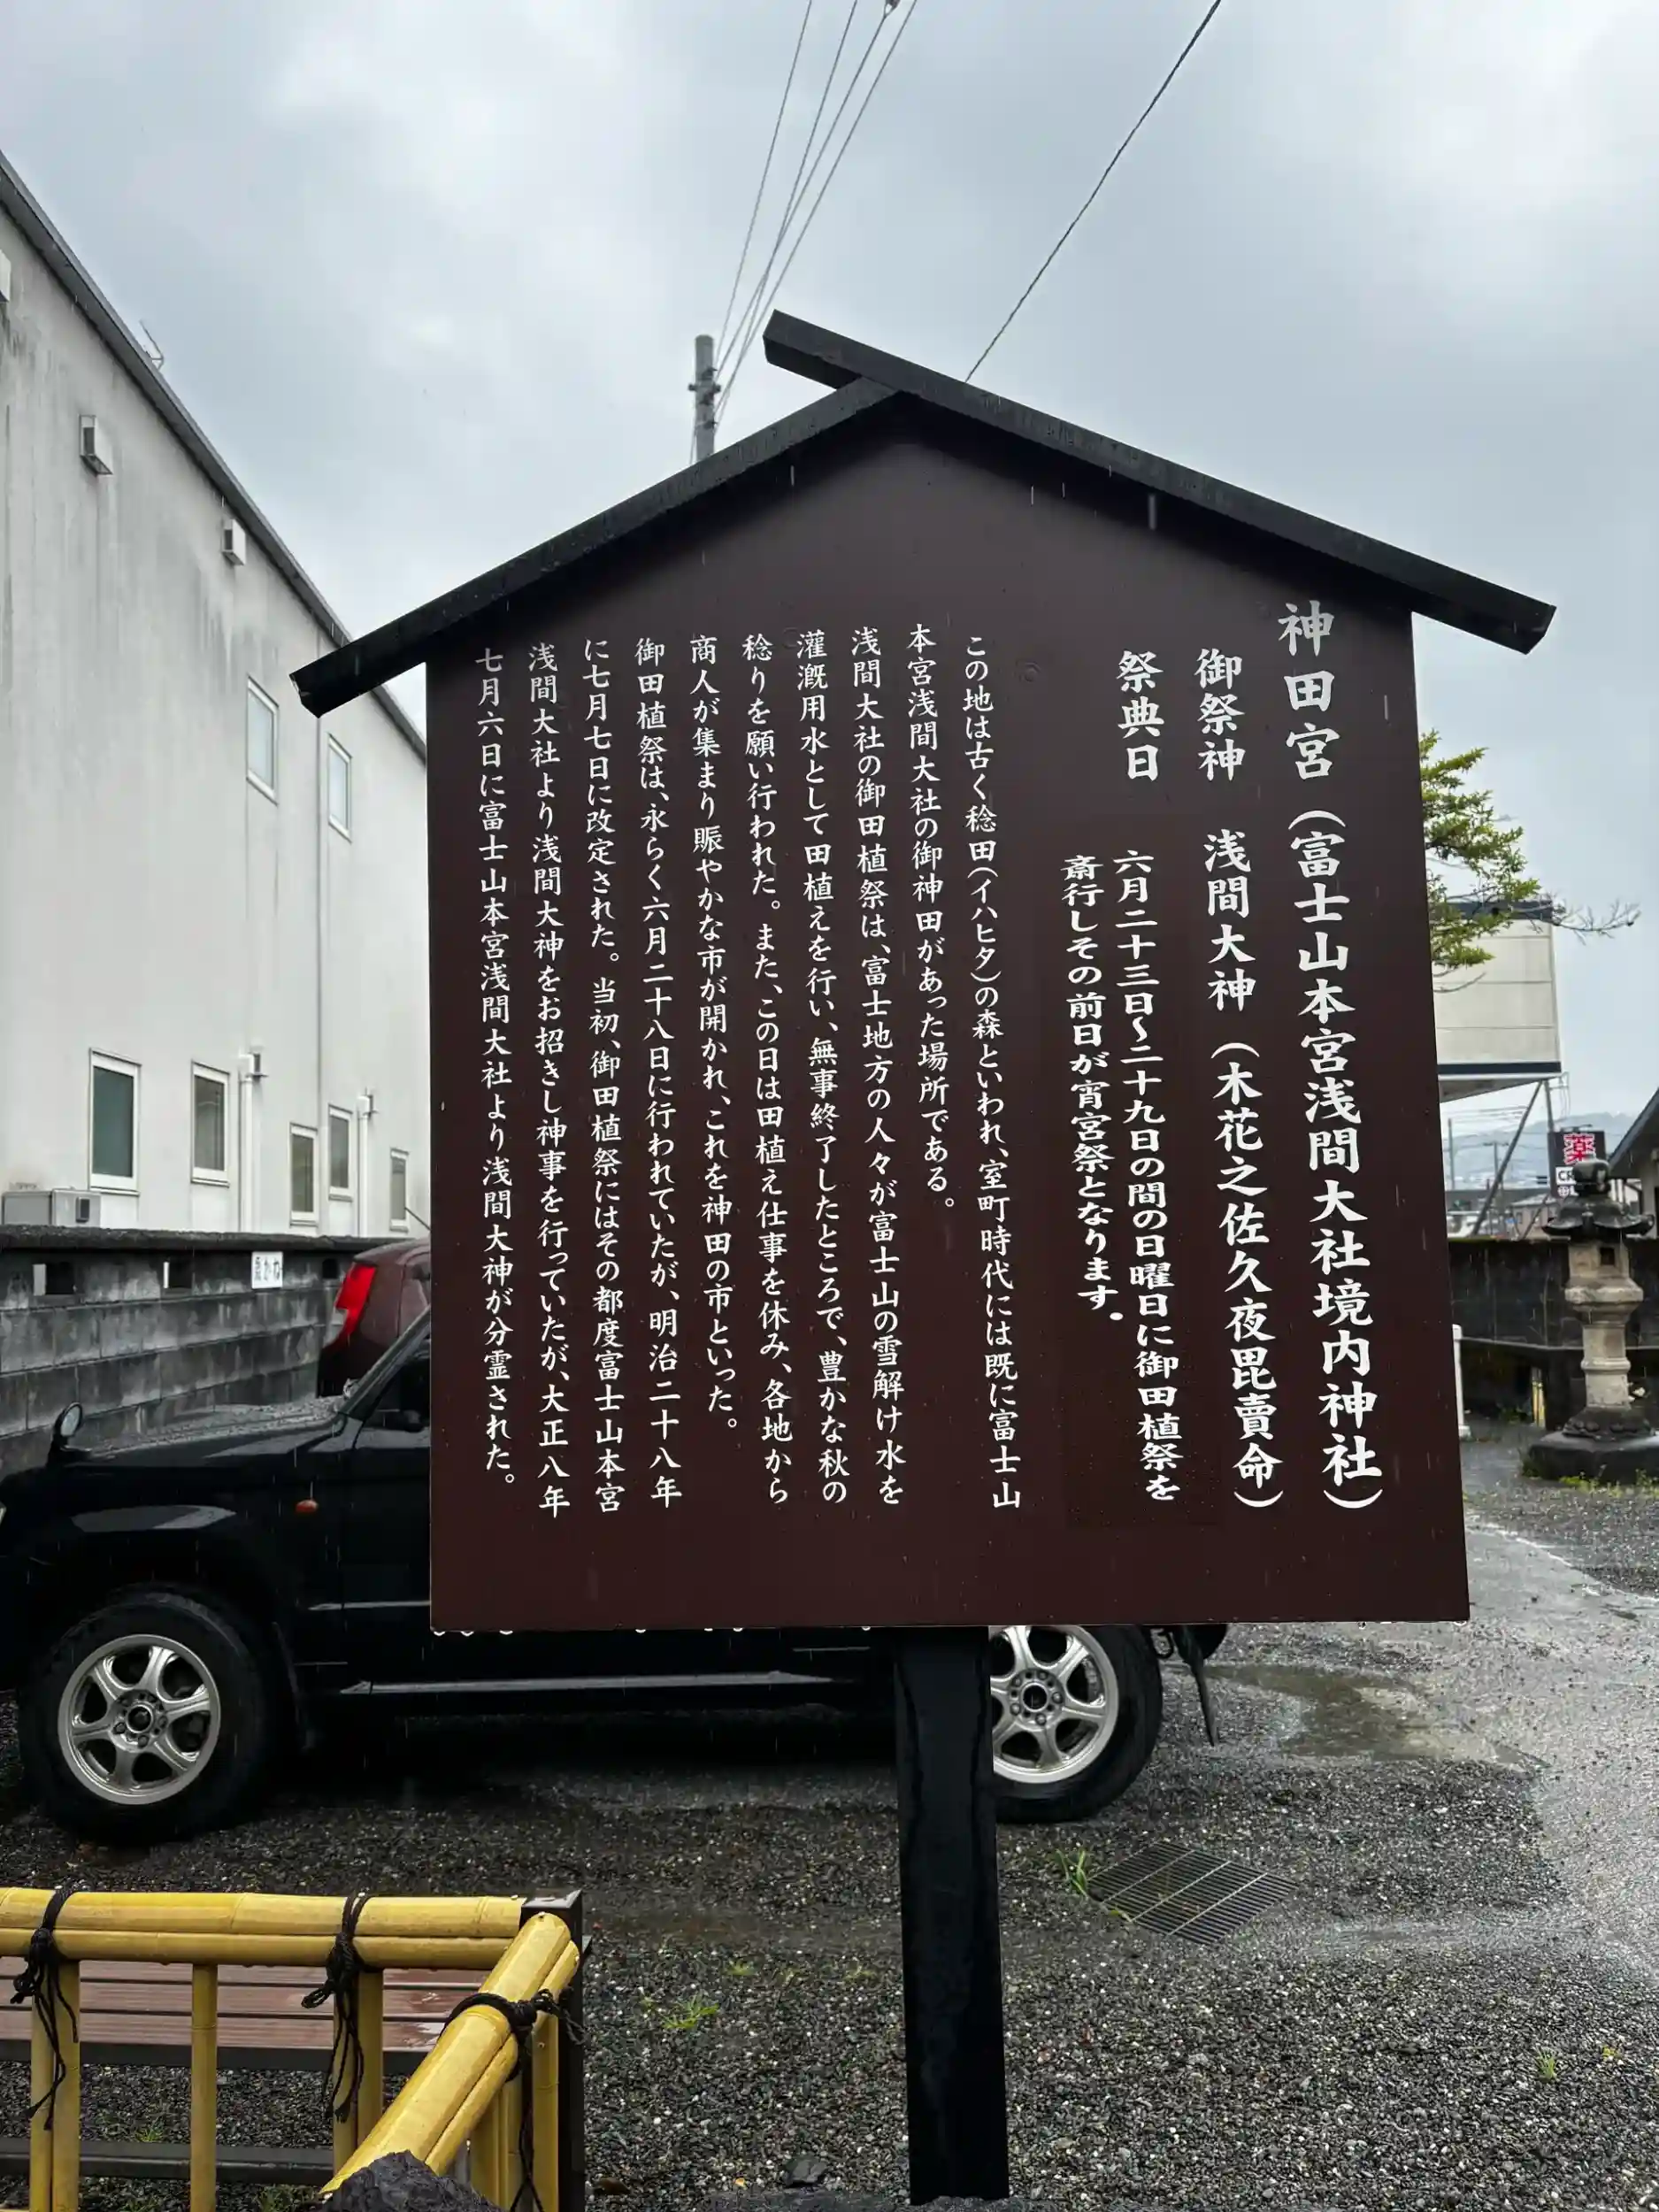 神田宮(富士山本宮浅間大社境内神社)
御祭神 浅間大神(木花之佐久夜毘賣命)
祭典日 六月二十三日~二十九日の間の日曜日に御田植祭を
斎行しその前日が宵宮祭となります。
この地は古く稔田(イハヒタ)の森といわれ、室町時代には既に富士山
本宮浅間大社の御神田があった場所である。
浅間大社の御田植祭は、富士地方の人々が富士山の雪解け水を
灌漑用水として田植えを行い、無事終了したところで、豊かな秋の
稔りを願い行われた。また、この日は田植え仕事を休み、各地から
商人が集まり賑やかな市が開かれ、これを神田の市といった。
御田植祭は、永らく六月二十八日に行われていたが、明治二十八年
に七月七日に改定された。当初、御田植祭にはその都度富士山本宮
浅間大社より浅間大神をお招きし神事を行っていたが、大正八年
七月六日に富士山本宮浅間大社より浅間大神が分霊された。
薬